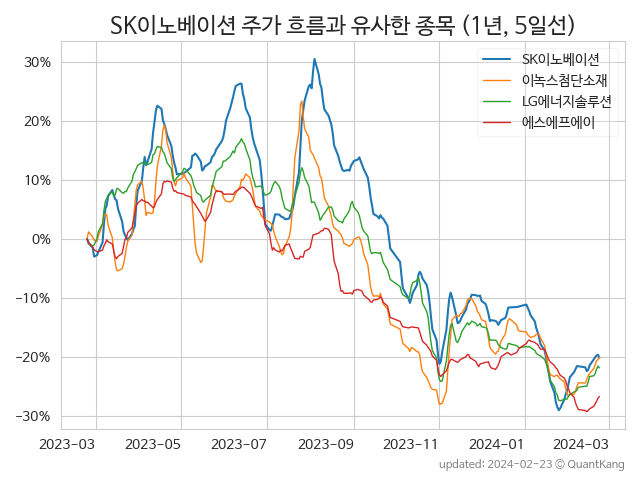 SK이노베이션 주가 흐름과 유사한 종목 (1년, 5일선)
SK이노베이션
이녹스첨단소재
LG에너지솔루션
에스에프에이
30%
20%
10%
0%
−10%
−20%
−30%
2023-03 2023-05 2023-07 2023-09 2023-11 2024-01 2024-03
updated: 2024-02-23 © QuantKang